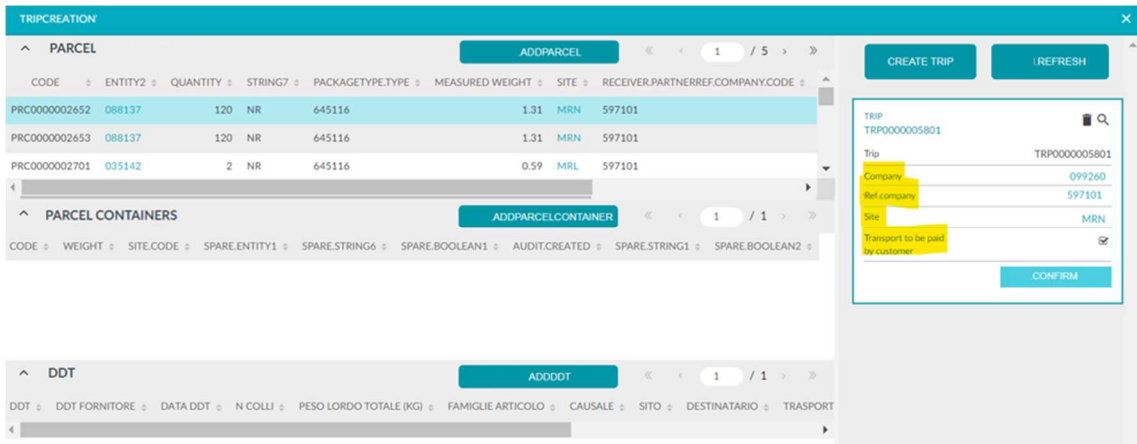 TRIPCREATION
PARCEL
.ADDPARCEL
1 / 5
CODE ENTITY2 QUANTITY STRING7 PACKAGETYPE.TYPE MEASURED WEIGHT SITE RECEIVER.PARTNERREF.COMPANY.CODE
PRC0000002652 088137 120 NR 645116 1.31 MRN 597101
PRC0000002653 088137 120 NR 645116 1.31 MRN 597101
PRC0000002701 035142 2 NR 645116 0.59 MRL 597101
PARCEL CONTAINERS
.ADDPARCELCONTAINER
1 / 1
CODE WEIGHT SITE.CODE SPARE.ENTITY1 SPARE.STRING6 SPARE.BOOLEAN1 AUDIT.CREATED SPARE.STRING1 SPARE.BOOLEAN2
DDT
ADDDDT
1 / 1
DDT DDT FORNITORE DATA DDT N COLLI PESO LORDO TOTALE (KG) FAMIGLIE ARTICOLO CAUSALE SITO DESTINATARIO TRASPORT
CREATE TRIP
REFRESH
TRIP
TRP0000005801
Trip TRP0000005801
Company 099260
Ref.company 597101
Site MRN
Transport to be paid
by customer
CONFIRM